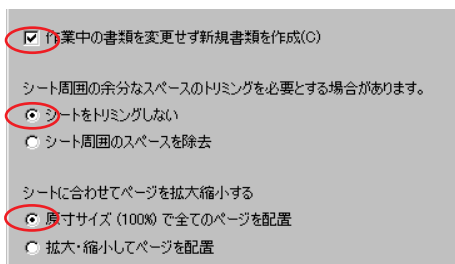 作業中の書類を変更せず新規書類を作成(C)
シート周囲の余分なスペースのトリミングを必要とする場合があります。
シートをトリミングしない
シート周囲のスペースを除去
シートに合わせてページを拡大縮小する
原寸サイズ (100%) で全てのページを配置
拡大・縮小してページを配置